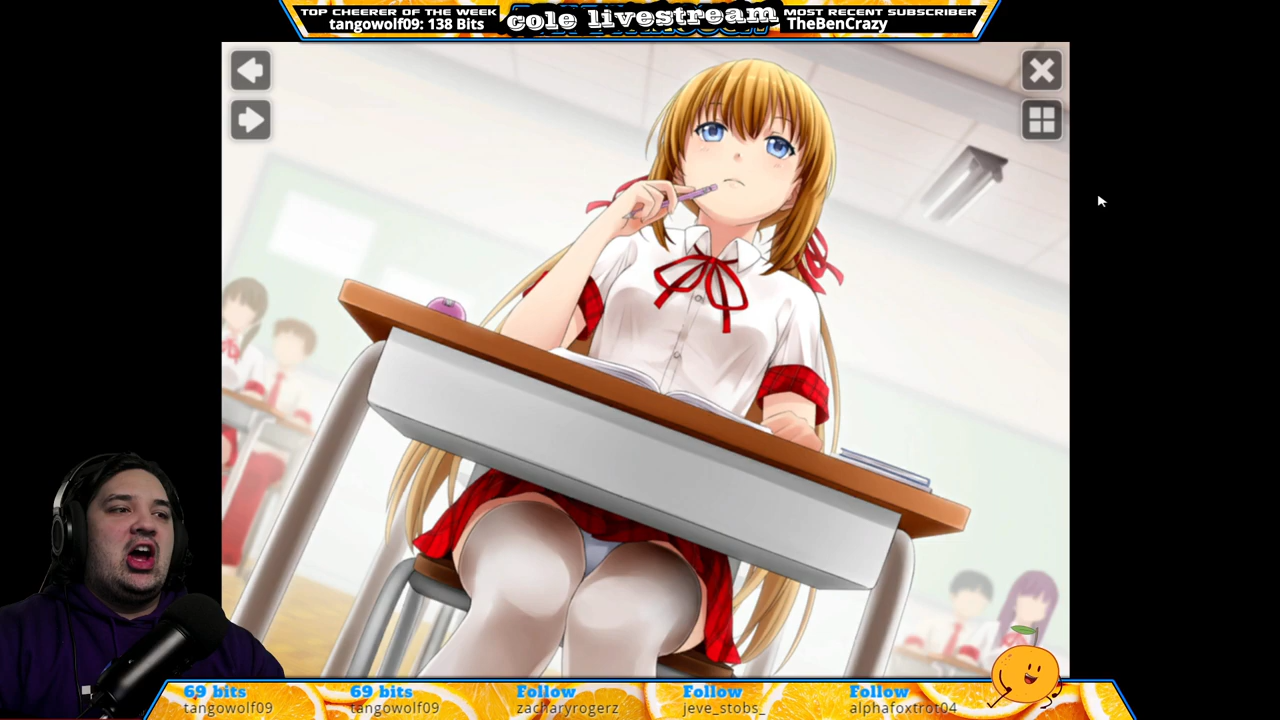 TOP CHEERER OF THE WEEK
tangowolf09: 138 Bits
cole livestream
MOST RECENT SUBSCRIBER
TheBenCrazy
69 bits
tangowolf09
69 bits
tangowolf09
Follow
zacharyrogerz
Follow
jeve_stobs_
Follow
alphafoxtrot04